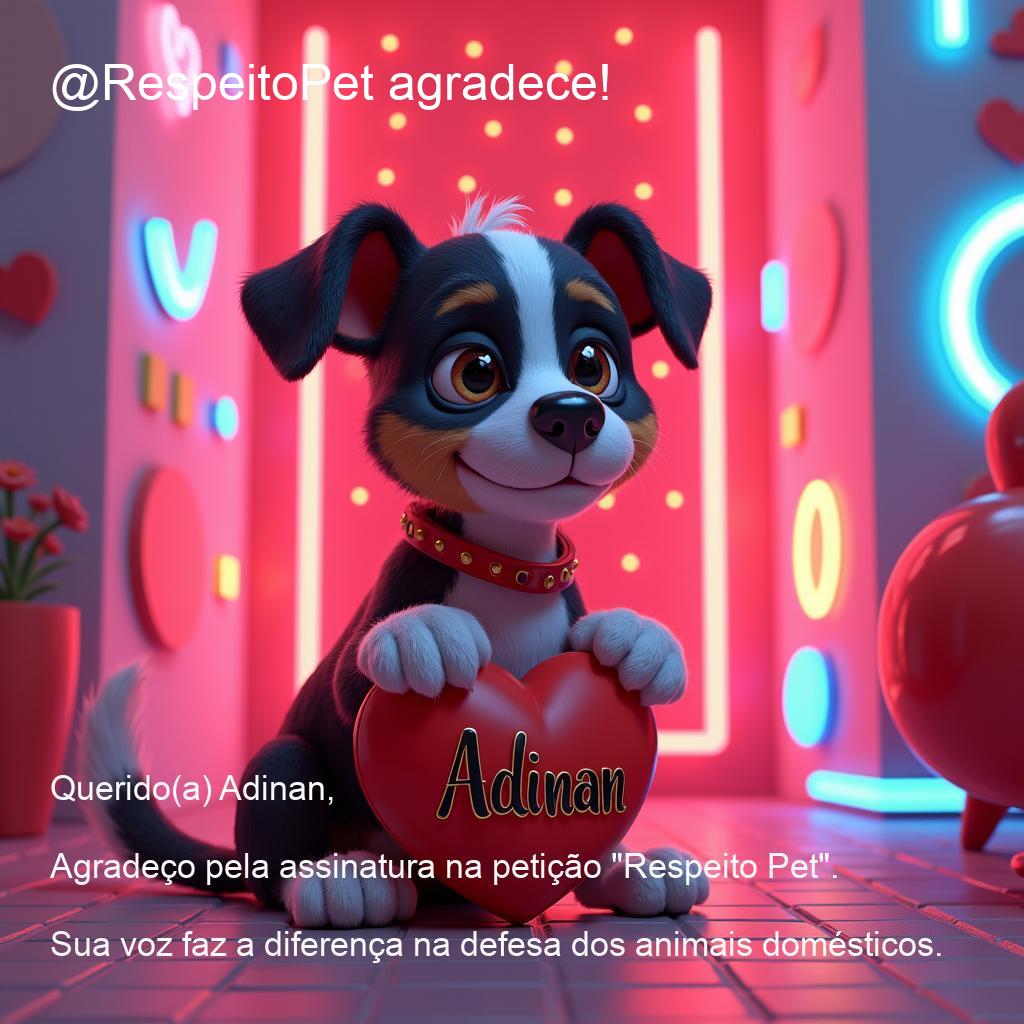 @RespeitoPet agradece!
Adinan
Querido(a) Adinan,
Agradeço pela assinatura na petição "Respeito Pet".
Sua voz faz a diferença na defesa dos animais domésticos.